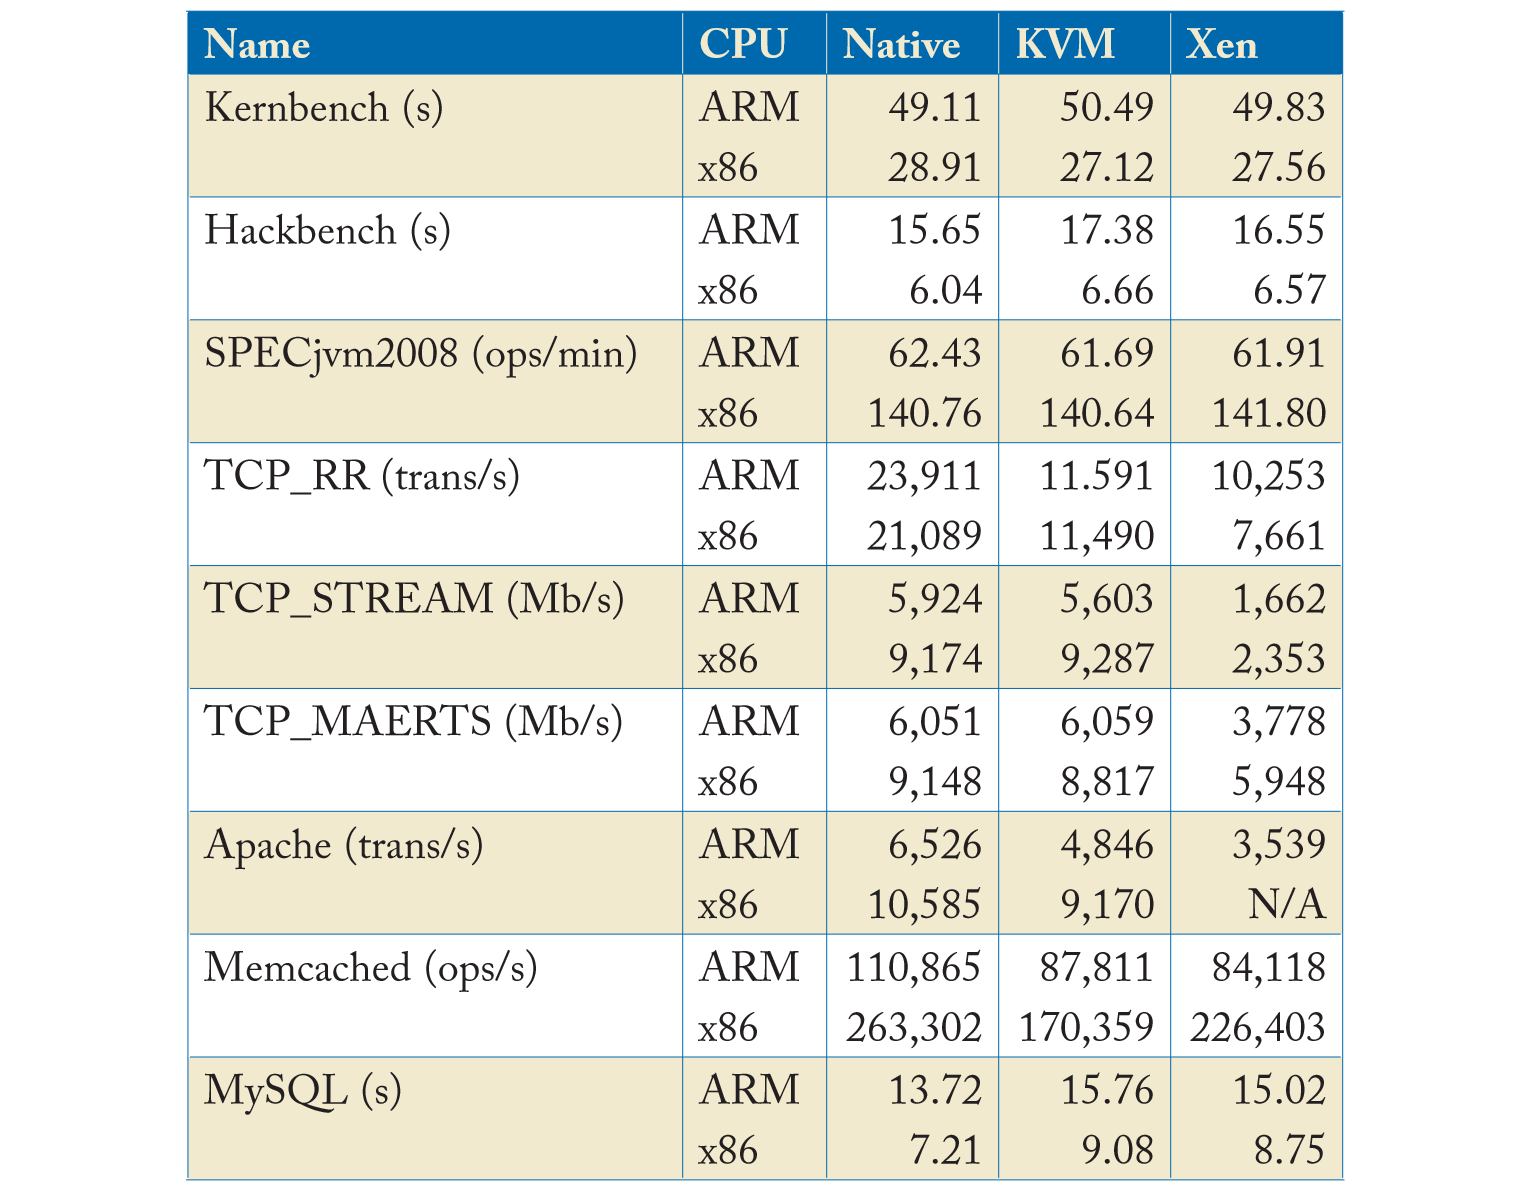 Name CPU Native KVM Xen
Kernbench (s) ARM 49.11 50.49 49.83
x86 28.91 27.12 27.56
Hackbench (s) ARM 15.65 17.38 16.55
x86 6.04 6.66 6.57
SPECjvm2008 (ops/min) ARM 62.43 61.69 61.91
x86 140.76 140.64 141.80
TCP_RR (trans/s) ARM 23,911 11.591 10,253
x86 21,089 11,490 7,661
TCP_STREAM (Mb/s) ARM 5,924 5,603 1,662
x86 9,174 9,287 2,353
TCP_MAERTS (Mb/s) ARM 6,051 6,059 3,778
x86 9,148 8,817 5,948
Apache (trans/s) ARM 6,526 4,846 3,539
x86 10,585 9,170 N/A
Memcached (ops/s) ARM 110,865 87,811 84,118
x86 263,302 170,359 226,403
MySQL (s) ARM 13.72 15.76 15.02
x86 7.21 9.08 8.75